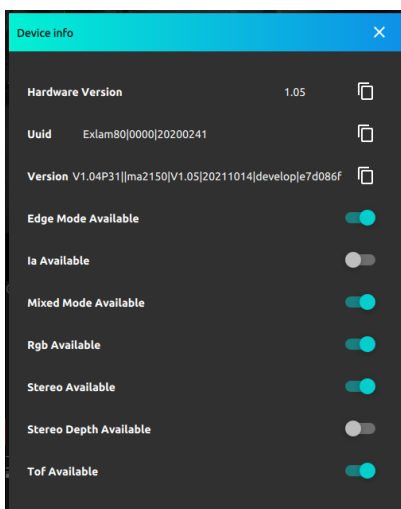 Device info
Hardware Version 1.05
Uuid Exlam80|0000|20200241
Version V1.04P31||ma2150|V1.05|20211014|develop|e7d086f
Edge Mode Available
Ia Available
Mixed Mode Available
Rgb Available
Stereo Available
Stereo Depth Available
Tof Available